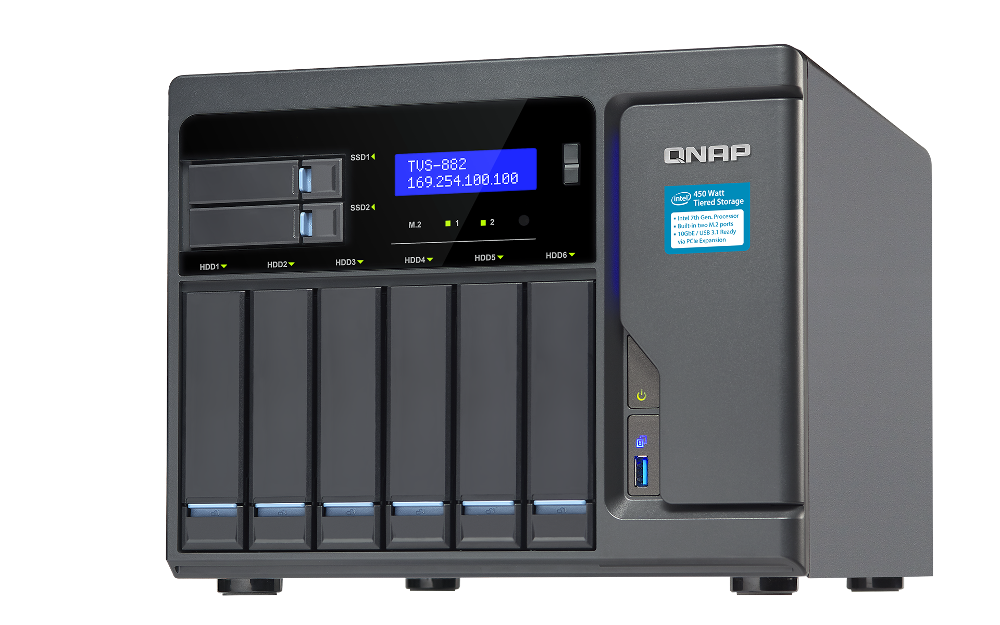 SSD1
SSD2
TVS-882
169.254.100.100
M.2 1 2
HDD1 HDD2 HDD3 HDD4 HDD5 HDD6
QNAP
intel 450 Watt
Tiered Storage
Intel 7th Gen. Processor
Built-in two M.2 ports
10GbE / USB 3.1 Ready
via PCIe Expansion